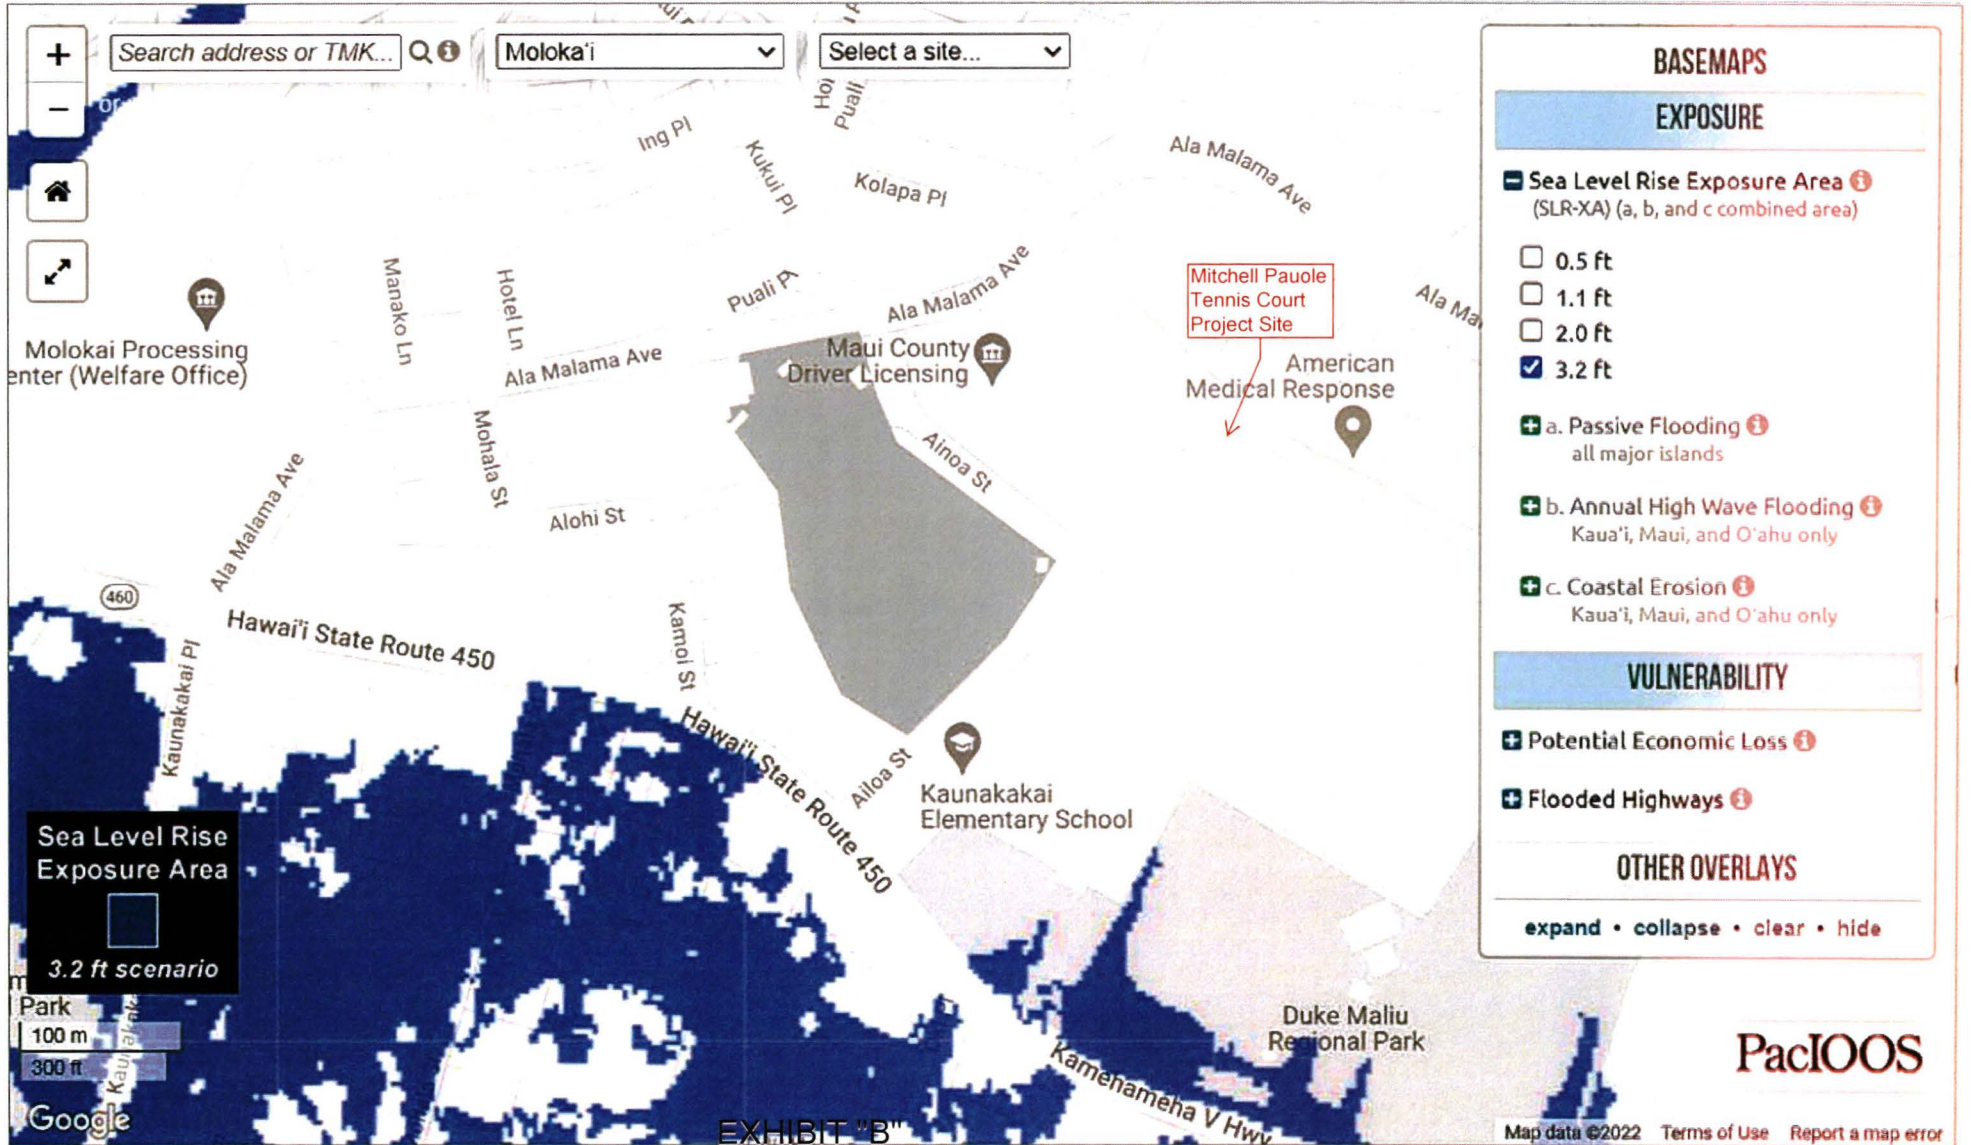 +
−
Search address or TMK...
Moloka'i
Select a site...
or
Ing Pl
Kukui Pl
Kolapa Pl
Puali
Ala Malama Ave
Manako Ln
Hotel Ln
Puali P
Ala Malama Ave
Ala Malama Ave
Maui County
Driver Licensing
Molokai Processing
enter (Welfare Office)
Mitchell Pauole
Tennis Court
Project Site
Ala Ma
American
Medical Response
Mohala St
Ainoa St
Ala Malama Ave
Alohi St
460
Hawai'i State Route 450
Kamoi St
Kaunakakai Pl
Hawai'i State Route 450
Ailoa St
Kaunakakai
Elementary School
Sea Level Rise
Exposure Area
3.2 ft scenario
Park
100 m
300 ft
Google
Duke Maliu
Regional Park
Kamehameha V Hwy
EXHIBIT "B"
BASEMAPS
EXPOSURE
Sea Level Rise Exposure Area
(SLR-XA) (a, b, and c combined area)
0.5 ft
1.1 ft
2.0 ft
3.2 ft
a. Passive Flooding
all major islands
b. Annual High Wave Flooding
Kaua'i, Maui, and O'ahu only
c. Coastal Erosion
Kaua'i, Maui, and O'ahu only
VULNERABILITY
Potential Economic Loss
Flooded Highways
OTHER OVERLAYS
expand • collapse • clear • hide
PacIOOS
Map data ©2022 Terms of Use Report a map error